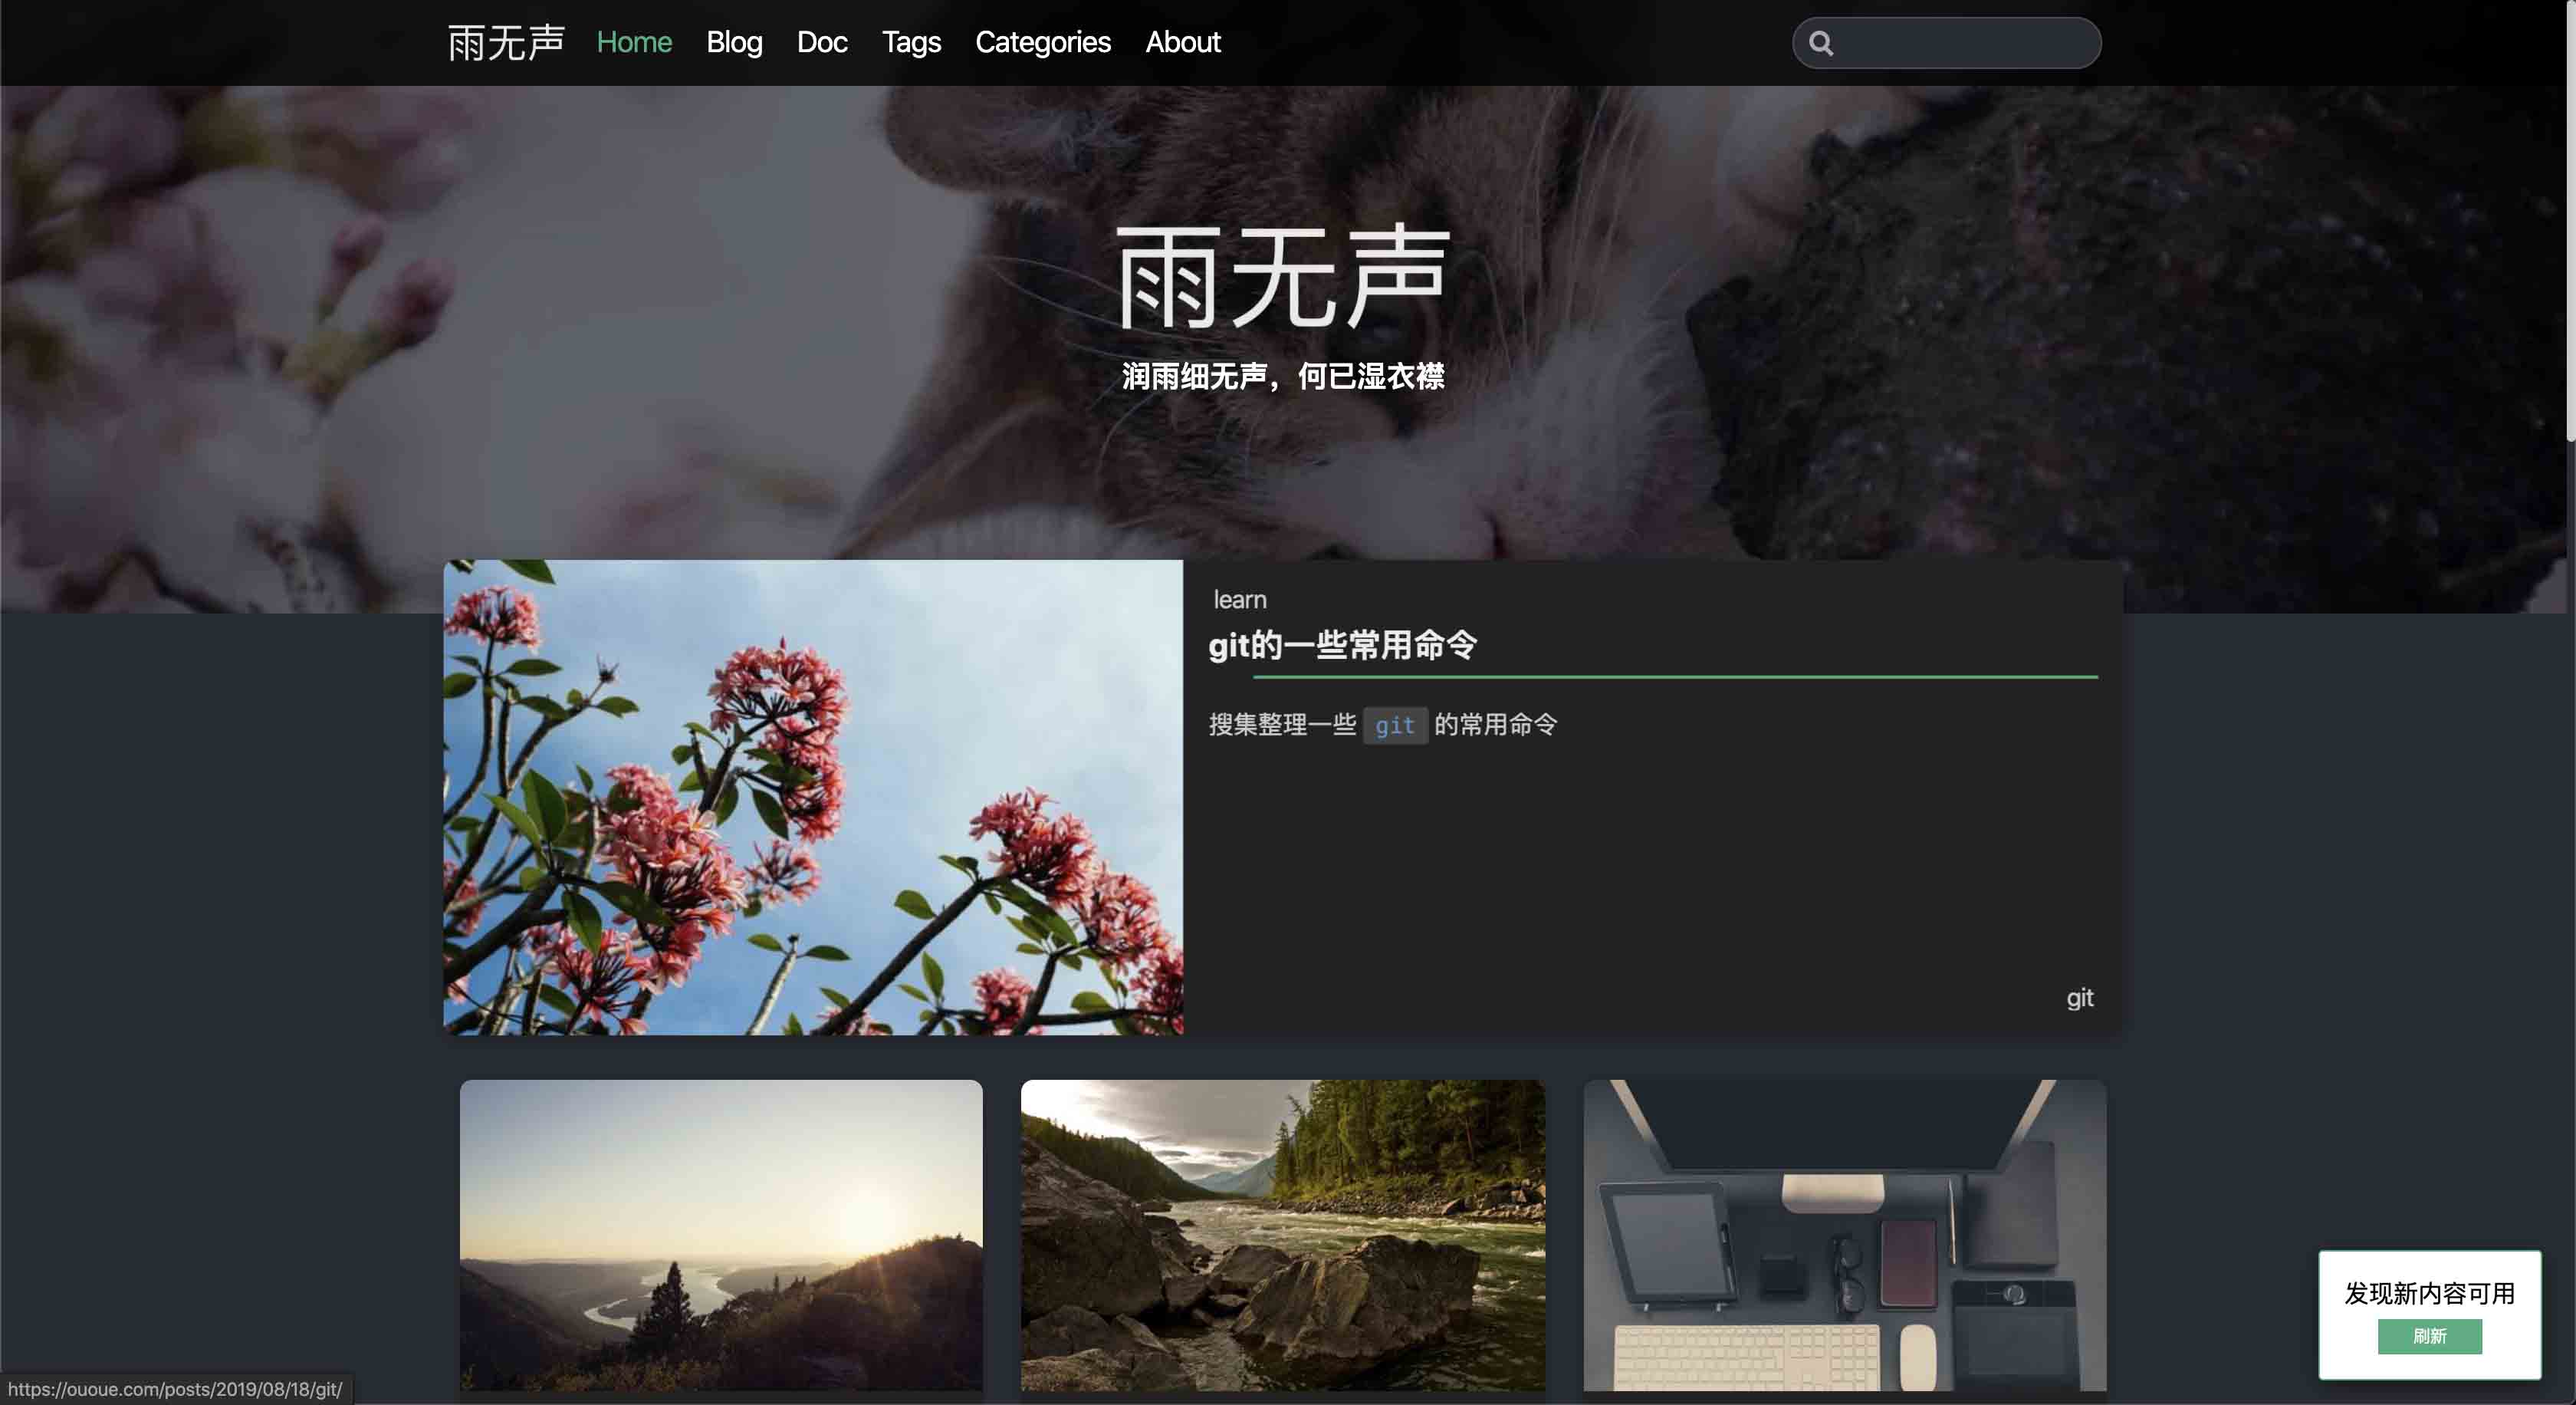 雨无声 Home Blog Doc Tags Categories About
雨无声
润雨细无声，何已湿衣襟
learn
git的一些常用命令
搜集整理一些 git 的常用命令
git
发现新内容可用
刷新
https://ououe.com/posts/2019/08/18/git/